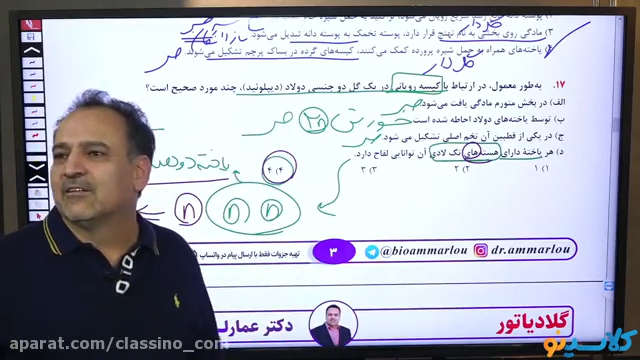 ۳) مادگی روی بخشی به نام نهنج قرار دارد، پوسته تخمک به پوسته دانه تبدیل می‌شود.
یاخته‌های همراه به حمل شیره پرورده کمک می‌کنند، کیسه‌های گرده در بساک پرچم تشکیل می‌شوند.
۱۷. به‌طور معمول، در ارتباط با کیسه رویانی در یک گل دو جنسی دولاد (دیپلوئید)، چند مورد صحیح است؟
الف) در بخش متورم مادگی یافت می‌شود.
ب) توسط یاخته‌های دولاد احاطه شده است
ج) در یکی از قطبین آن تخم اصلی تشکیل می شود.
د) هر یاختهٔ دارای هسته‌های تک لادی آن توانایی لقاح دارد.
۱) ۱
۲) ۲
۳) ۳
۴) ۴
خورش 2n
یاخته دوهسته
n n n
تهیه جزوات فقط با ارسال پیام در واتساپ
۳
@bioammarlou
dr.ammarlou
گلادیاتور
دکتر عمارلو
کلاسینو
aparat.com/classino_com